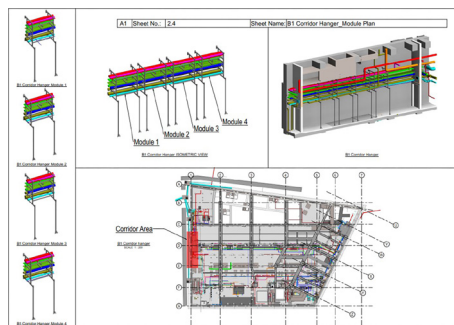 A1 Sheet No.: 2.4 Sheet Name: B1 Corridor Hanger_Module Plan
B1 Corridor Hanger Module 1
B1 Corridor Hanger Module 2
B1 Corridor Hanger Module 3
B1 Corridor Hanger Module 4
Module 4
Module 3
Module 2
Module 1
B1 Corridor Hanger ISOMETRIC VIEW
B1 Corridor Hanger
Corridor Area
B1 Corridor hanger